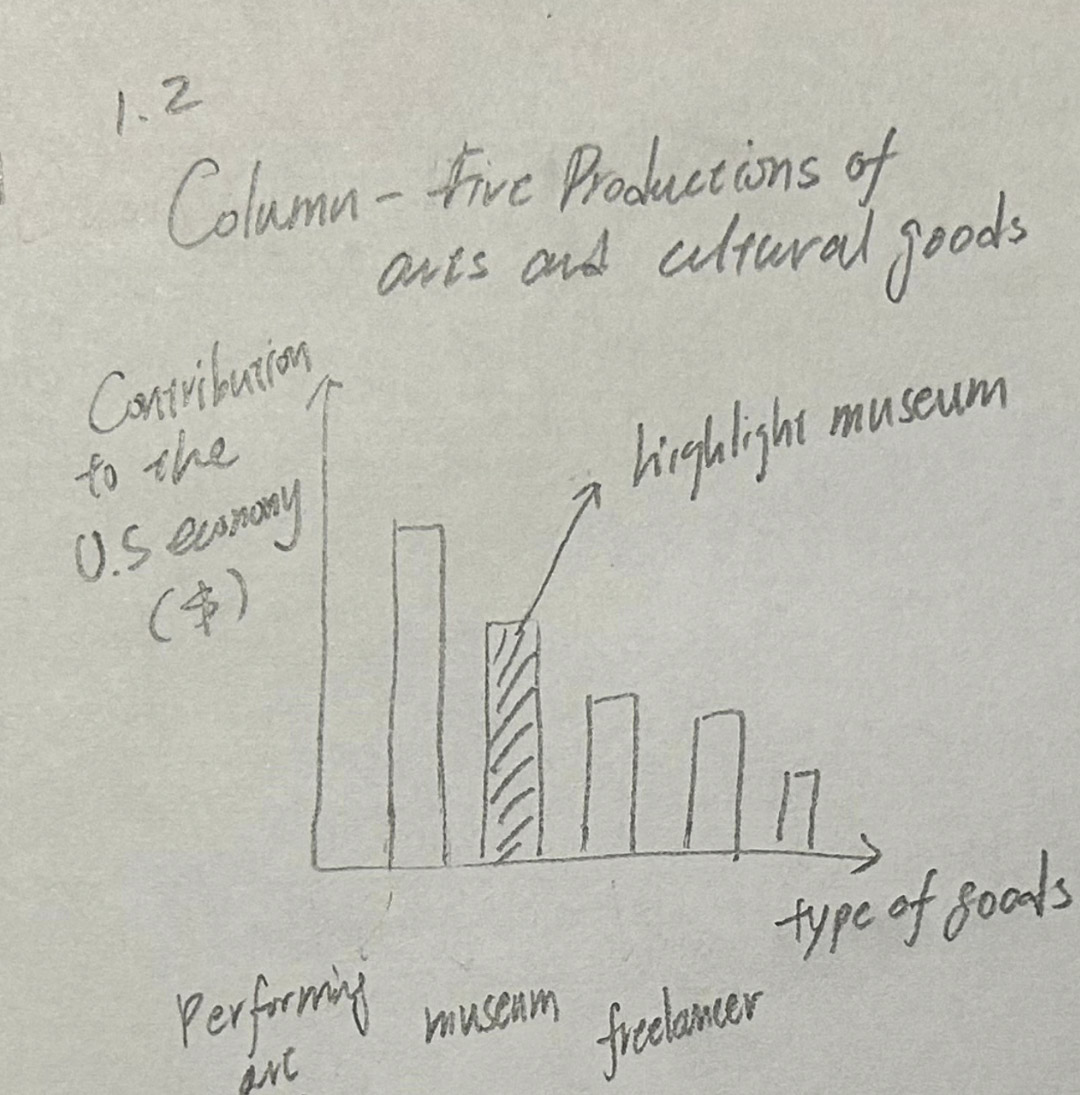 1.2
Column - Five Productions of
arts and cultural goods
Contribution
to the
U.S economy
($)
highlight museum
type of goods
Performing
art
museum
freelancer